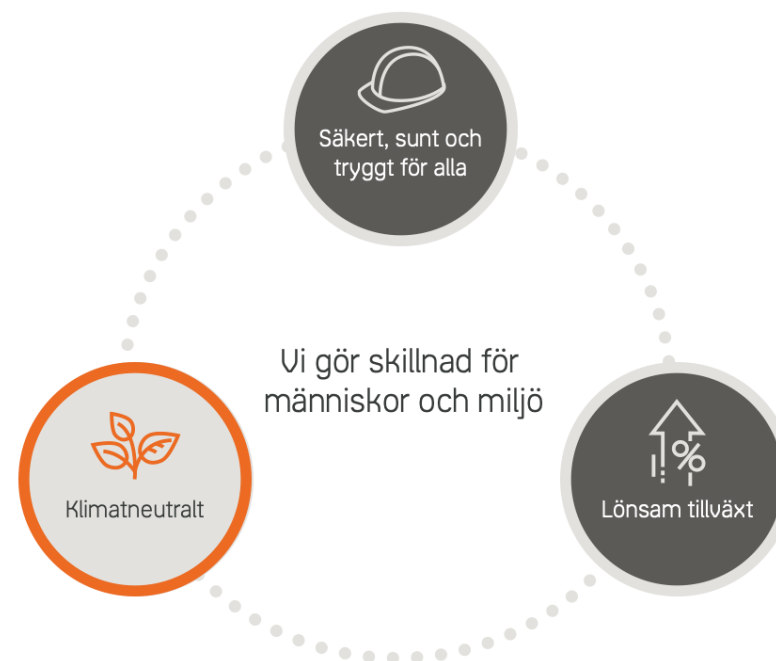 Säkert, sunt och
tryggt för alla
Vi gör skillnad för
människor och miljö
Klimatneutralt
%
Lönsam tillväxt